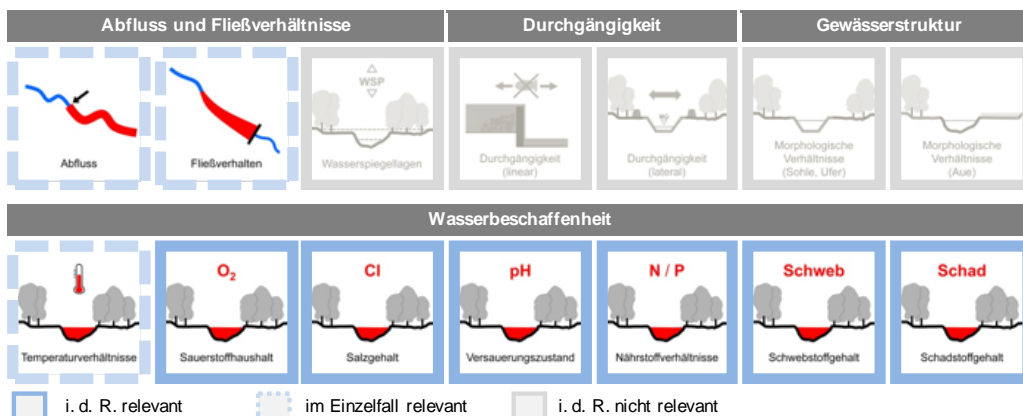 Abfluss und Fließverhältnisse
Durchgängigkeit
Gewässerstruktur
Abfluss
Fließverhalten
WSP
Wasserspiegellagen
Durchgängigkeit
(linear)
Durchgängigkeit
(lateral)
Morphologische
Verhältnisse
(Sohle, Ufer)
Morphologische
Verhältnisse
(Aue)
Wasserbeschaffenheit
Temperaturverhältnisse
O₂
Sauerstoffhaushalt
Cl
Salzgehalt
pH
Versauerungszustand
N / P
Nährstoffverhältnisse
Schweb
Schwebstoffgehalt
Schad
Schadstoffgehalt
i. d. R. relevant
im Einzelfall relevant
i. d. R. nicht relevant